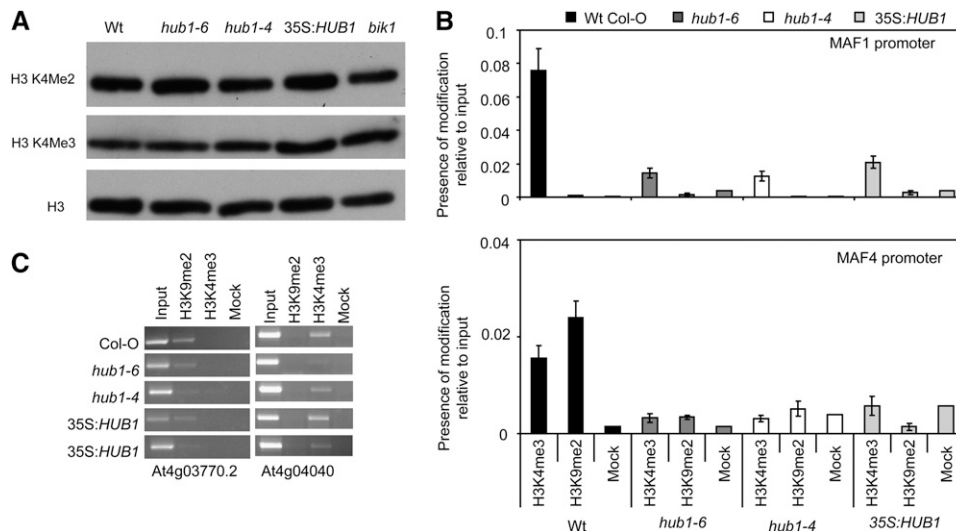 A
Wt hub1-6 hub1-4 35S:HUB1 bik1
H3 K4Me2
H3 K4Me3
H3
B
Wt Col-O hub1-6 hub1-4 35S:HUB1
MAF1 promoter
Presence of modification
relative to input
0.1
0.08
0.06
0.04
0.02
0
MAF4 promoter
Presence of modification
relative to input
0.04
0.02
0
H3K4me3 H3K9me2 Mock H3K4me3 H3K9me2 Mock H3K4me3 H3K9me2 Mock H3K4me3 H3K9me2 Mock
Wt hub1-6 hub1-4 35S:HUB1
C
Input H3K9me2 H3K4me3 Mock Input H3K9me2 H3K4me3 Mock
Col-O
hub1-6
hub1-4
35S:HUB1
35S:HUB1
At4g03770.2 At4g04040